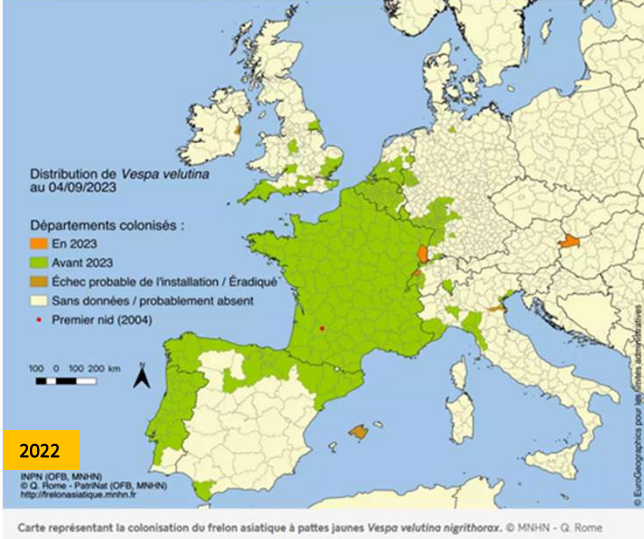 Distribution de Vespa velutina
au 04/09/2023
Départements colonisés :
En 2023
Avant 2023
Échec probable de l'installation / Éradiqué
Sans données / probablement absent
Premier nid (2004)
100 0 100 200 km
N
2022
INPN (OFB, MNHN)
© Q. Rome - PatriNat (OFB, MNHN)
http://frelonasiatique.mnhn.fr
© EuroGeographics pour les limites administratives
Carte représentant la colonisation du frelon asiatique à pattes jaunes Vespa velutina nigrithorax. © MNHN - Q. Rome